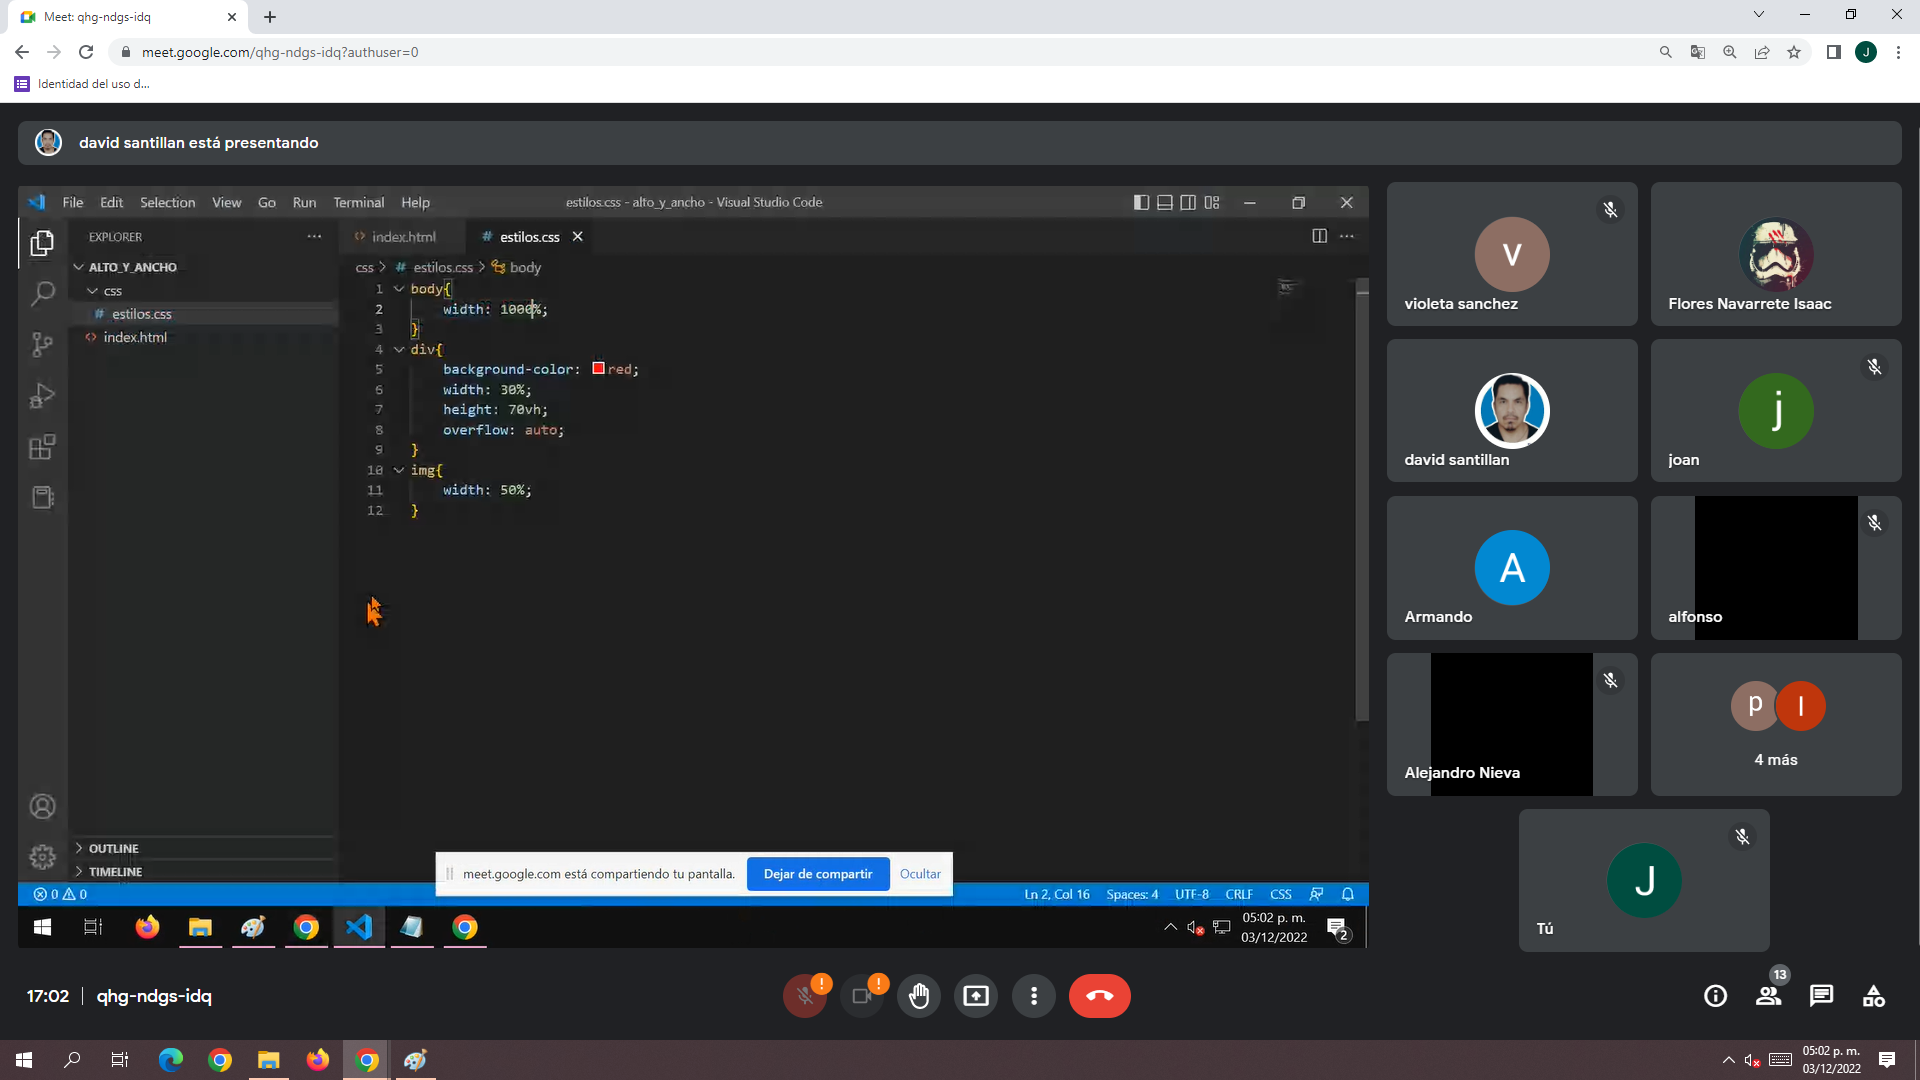 Meet: qhg-ndgs-idq
meet.google.com/qhg-ndgs-idq?authuser=0
J
Identidad del uso d...
david santillan está presentando
File Edit Selection View Go Run Terminal Help
estilos.css - alto_y_ancho - Visual Studio Code
EXPLORER
index.html
estilos.css
ALTO_Y_ANCHO
css
estilos.css
index.html
css > # estilos.css > body
1 body{
2 width: 1000%;
3 }
4 div{
5 background-color: red;
6 width: 30%;
7 height: 70vh;
8 overflow: auto;
9 }
10 img{
11 width: 50%;
12 }
OUTLINE
TIMELINE
meet.google.com está compartiendo tu pantalla.
Dejar de compartir
Ocultar
0 0
Ln 2, Col 16 Spaces: 4 UTF-8 CRLF CSS
05:02 p. m.
03/12/2022
2
v
violeta sanchez
Flores Navarrete Isaac
david santillan
j
joan
A
Armando
alfonso
Alejandro Nieva
p l
4 más
J
Tú
17:02 | qhg-ndgs-idq
! !
13
05:02 p. m.
03/12/2022